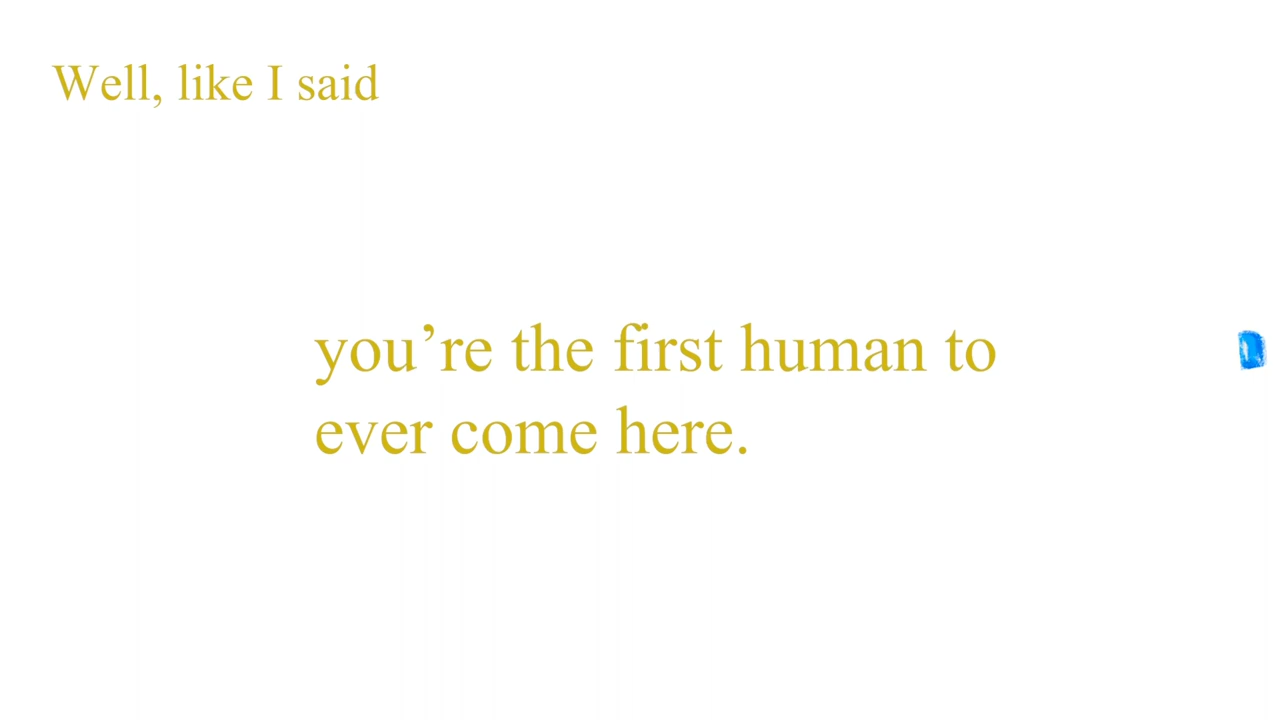 Well, like I said
you’re the first human to
ever come here.